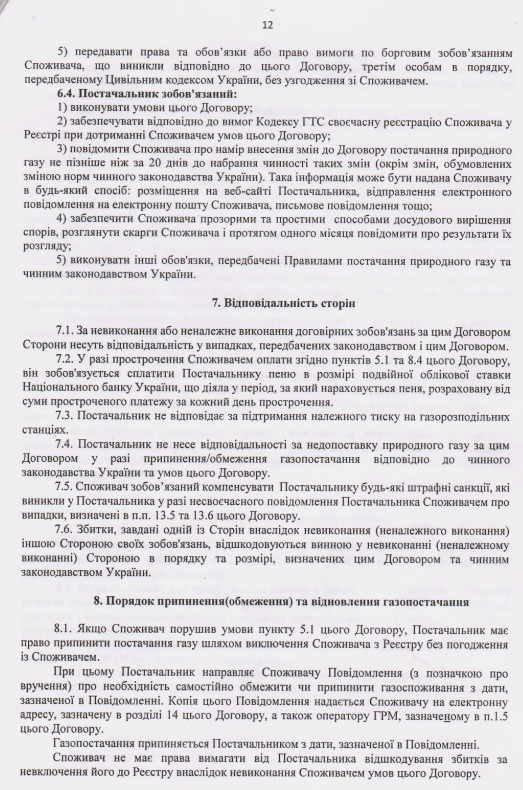 12
5) передавати права та обов’язки або право вимоги по борговим зобов’язанням
Споживача, що виникли відповідно до цього Договору, третім особам в порядку,
передбаченому Цивільним кодексом України, без узгодження зі Споживачем.
6.4. Постачальник зобов’язаний:
1) виконувати умови цього Договору;
2) забезпечувати відповідно до вимог Кодексу ГТС своєчасну реєстрацію Споживача у
Реєстрі при дотриманні Споживачем умов цього Договору;
3) повідомити Споживача про намір внесення змін до Договору постачання природного
газу не пізніше ніж за 20 днів до набрання чинності таких змін (окрім змін, обумовлених
зміною норм чинного законодавства України). Така інформація може бути надана Споживачу
в будь-який спосіб: розміщення на веб-сайті Постачальника, відправлення електронного
повідомлення на електронну пошту Споживача, письмове повідомлення тощо;
4) забезпечити Споживача прозорими та простими способами досудового вирішення
спорів, розглянути скарги Споживача і протягом одного місяця повідомити про результати їх
розгляду;
5) виконувати інші обов'язки, передбачені Правилами постачання природного газу та
чинним законодавством України.
7. Відповідальність сторін
7.1. За невиконання або неналежне виконання договірних зобов'язань за цим Договором
Сторони несуть відповідальність у випадках, передбачених законодавством і цим Договором.
7.2. У разі прострочення Споживачем оплати згідно пунктів 5.1 та 8.4 цього Договору,
він зобов'язується сплатити Постачальнику пеню в розмірі подвійної облікової ставки
Національного банку України, що діяла у період, за який нараховується пеня, розраховану від
суми простроченого платежу за кожний день прострочення.
7.3. Постачальник не відповідає за підтримання належного тиску на газорозподільних
станціях.
7.4. Постачальник не несе відповідальності за недопоставку природного газу за цим
Договором у разі припинення/обмеження газопостачання відповідно до чинного
законодавства України та умов цього Договору.
7.5. Споживач зобов’язаний компенсувати Постачальнику будь-які штрафні санкції, які
виникли у Постачальника у разі несвоєчасного повідомлення Постачальника Споживачем про
випадки, визначені в п.п. 13.5 та 13.6 цього Договору.
7.6. Збитки, завдані одній із Сторін внаслідок невиконання (неналежного виконання)
іншою Стороною своїх зобов'язань, відшкодовуються винною у невиконанні (неналежному
виконанні) Стороною в порядку та розмірі, визначених цим Договором та чинним
законодавством України.
8. Порядок припинення(обмеження) та відновлення газопостачання
8.1. Якщо Споживач порушив умови пункту 5.1 цього Договору, Постачальник має
право припинити постачання газу шляхом виключення Споживача з Реєстру без погодження
із Споживачем.
При цьому Постачальник направляє Споживачу Повідомлення (з позначкою про
вручення) про необхідність самостійно обмежити чи припинити газоспоживання з дати,
зазначеної в Повідомленні. Копія цього Повідомлення надається Споживачу на електронну
адресу, зазначену в розділі 14 цього Договору, а також оператору ГРМ, зазначеному в п.1.5
цього Договору.
Газопостачання припиняється Постачальником з дати, зазначеної в Повідомленні.
Споживач не має права вимагати від Постачальника відшкодування збитків за
невключення його до Реєстру внаслідок невиконання Споживачем умов цього Договору.